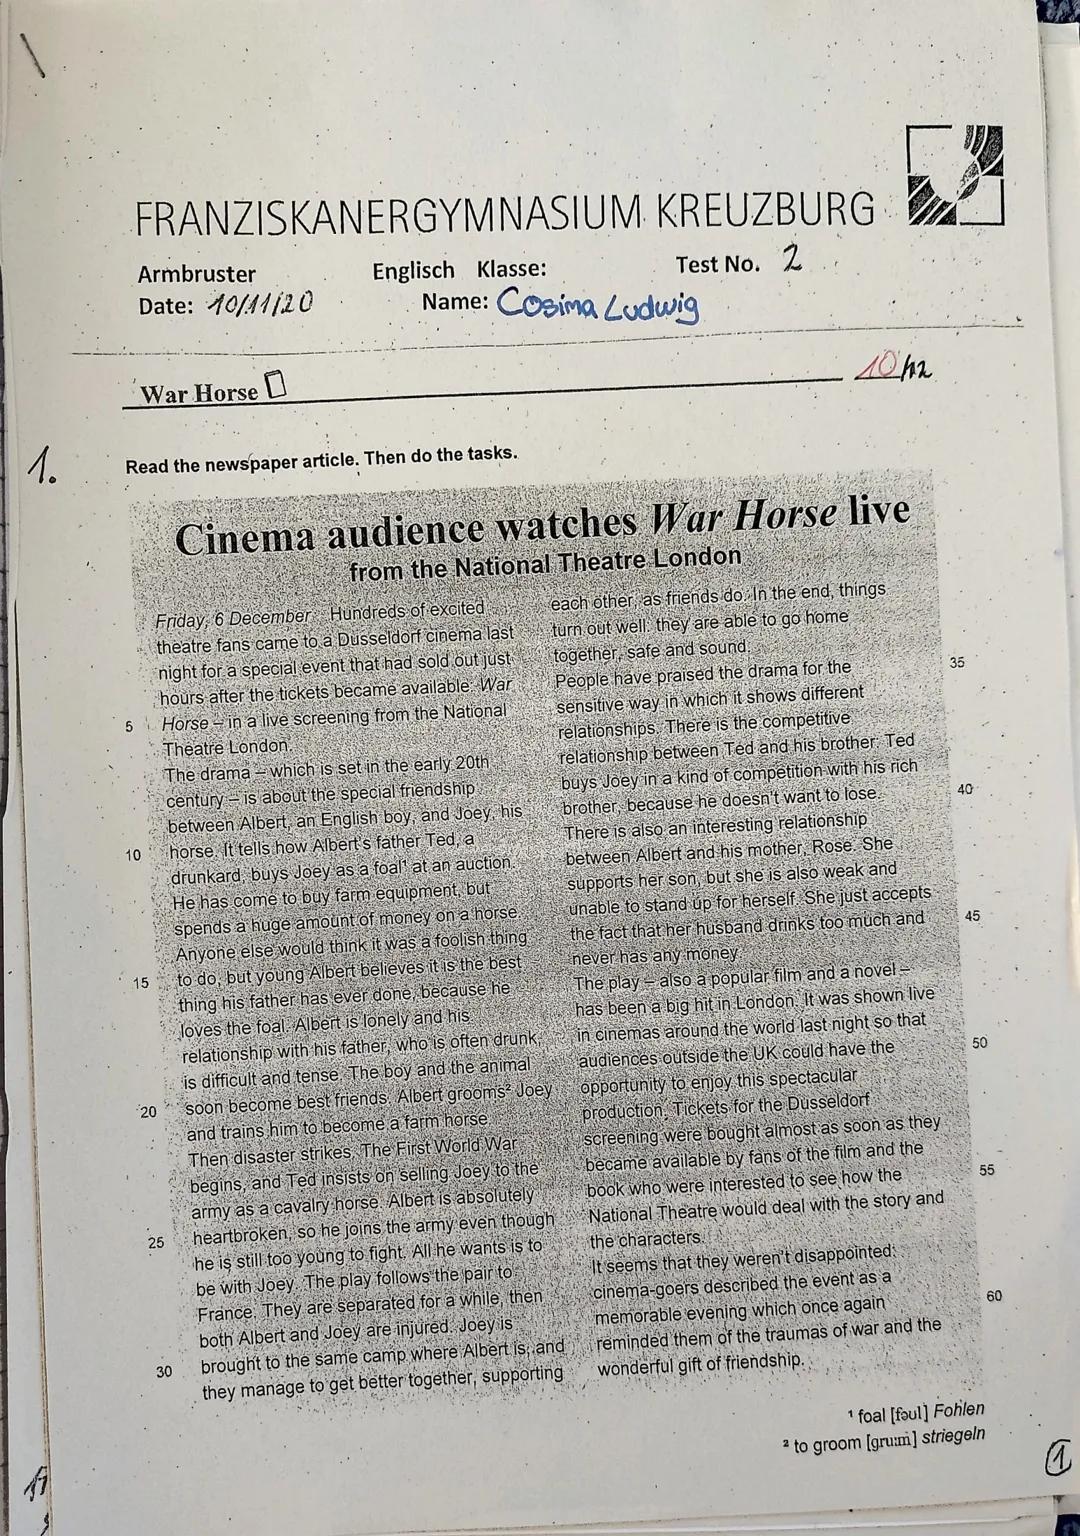 FRANZISKANERGYMNASIUM KREUZBURG
Armbruster Englisch Klasse: Test No. 2
Date: 10/11/20 Name: Cosima Ludwig
War Horse 10/12
1. Read the newspaper article. Then do the tasks.
Cinema audience watches War Horse live
from the National Theatre London
Friday, 6 December Hundreds of excited
theatre fans came to a Dusseldorf cinema last
night for a special event that had sold out just
hours after the tickets became available: War
5 Horse – in a live screening from the National
Theatre London.
The drama – which is set in the early 20th
century – is about the special friendship
between Albert, an English boy, and Joey, his
10 horse. It tells how Albert's father Ted, a
drunkard, buys Joey as a foal¹ at an auction.
He has come to buy farm equipment, but
spends a huge amount of money on a horse.
Anyone else would think it was a foolish thing
15 to do, but young Albert believes it is the best
thing his father has ever done, because he
loves the foal. Albert is lonely and his
relationship with his father, who is often drunk,
is difficult and tense. The boy and the animal
20 soon become best friends. Albert grooms² Joey
and trains him to become a farm horse.
Then disaster strikes. The First World War
begins, and Ted insists on selling Joey to the
army as a cavalry horse. Albert is absolutely
25 heartbroken, so he joins the army even though
he is still too young to fight. All he wants is to
be with Joey. The play follows the pair to
France. They are separated for a while, then
both Albert and Joey are injured. Joey is
30 brought to the same camp where Albert is, and
they manage to get better together, supporting
each other, as friends do. In the end, things
turn out well: they are able to go home
together, safe and sound.
People have praised the drama for the 35
sensitive way in which it shows different
relationships. There is the competitive
relationship between Ted and his brother. Ted
buys Joey in a kind of competition with his rich
brother, because he doesn't want to lose. 40
There is also an interesting relationship
between Albert and his mother, Rose. She
supports her son, but she is also weak and
unable to stand up for herself. She just accepts
the fact that her husband drinks too much and 45
never has any money.
The play – also a popular film and a novel –
has been a big hit in London. It was shown live
in cinemas around the world last night so that
audiences outside the UK could have the 50
opportunity to enjoy this spectacular
production. Tickets for the Dusseldorf
screening were bought almost as soon as they
became available by fans of the film and the
book who were interested to see how the 55
National Theatre would deal with the story and
the characters.
It seems that they weren't disappointed:
cinema-goers described the event as a
memorable evening which once again 60
reminded them of the traumas of war and the
wonderful gift of friendship.
¹ foal [fəʊl] Fohlen
² to groom [gruːm] striegeln
1